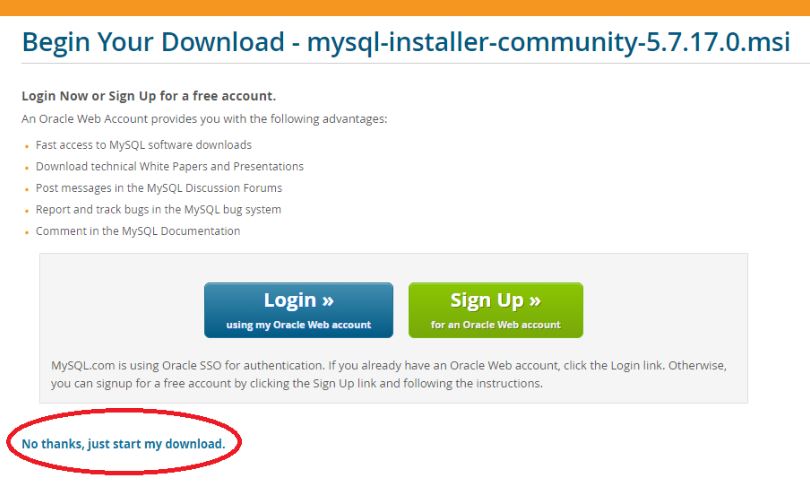 Begin Your Download - mysql-installer-community-5.7.17.0.msi
Login Now or Sign Up for a free account.
An Oracle Web Account provides you with the following advantages:
Fast access to MySQL software downloads
Download technical White Papers and Presentations
Post messages in the MySQL Discussion Forums
Report and track bugs in the MySQL bug system
Comment in the MySQL Documentation
Login »
using my Oracle Web account
Sign Up »
for an Oracle Web account
MySQL.com is using Oracle SSO for authentication. If you already have an Oracle Web account, click the Login link. Otherwise,
you can signup for a free account by clicking the Sign Up link and following the instructions.
No thanks, just start my download.